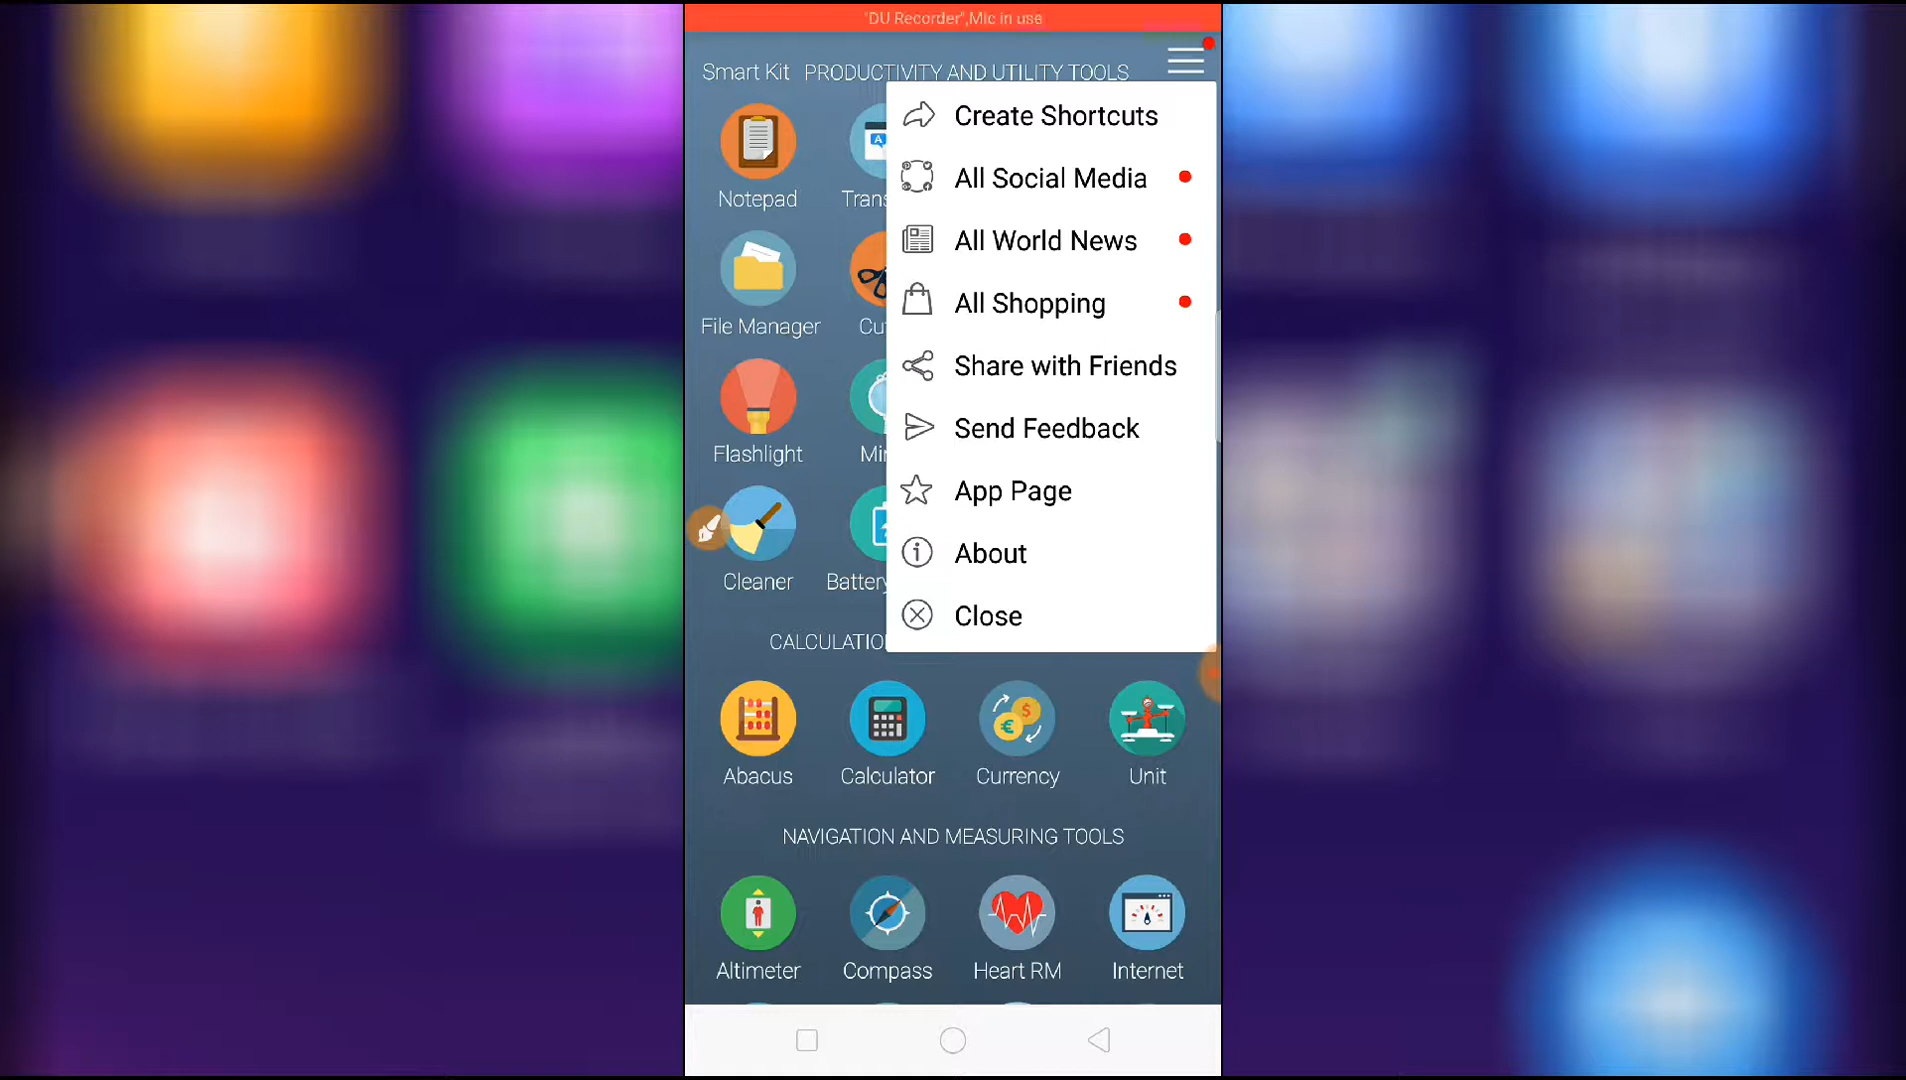 "DU Recorder",Mic in use
Smart Kit PRODUCTIVITY AND UTILITY TOOLS
Create Shortcuts
All Social Media
Notepad
All World News
All Shopping
File Manager
Share with Friends
Send Feedback
Flashlight
App Page
About
Cleaner Battery
Close
Abacus Calculator Currency Unit
NAVIGATION AND MEASURING TOOLS
Altimeter Compass Heart RM Internet